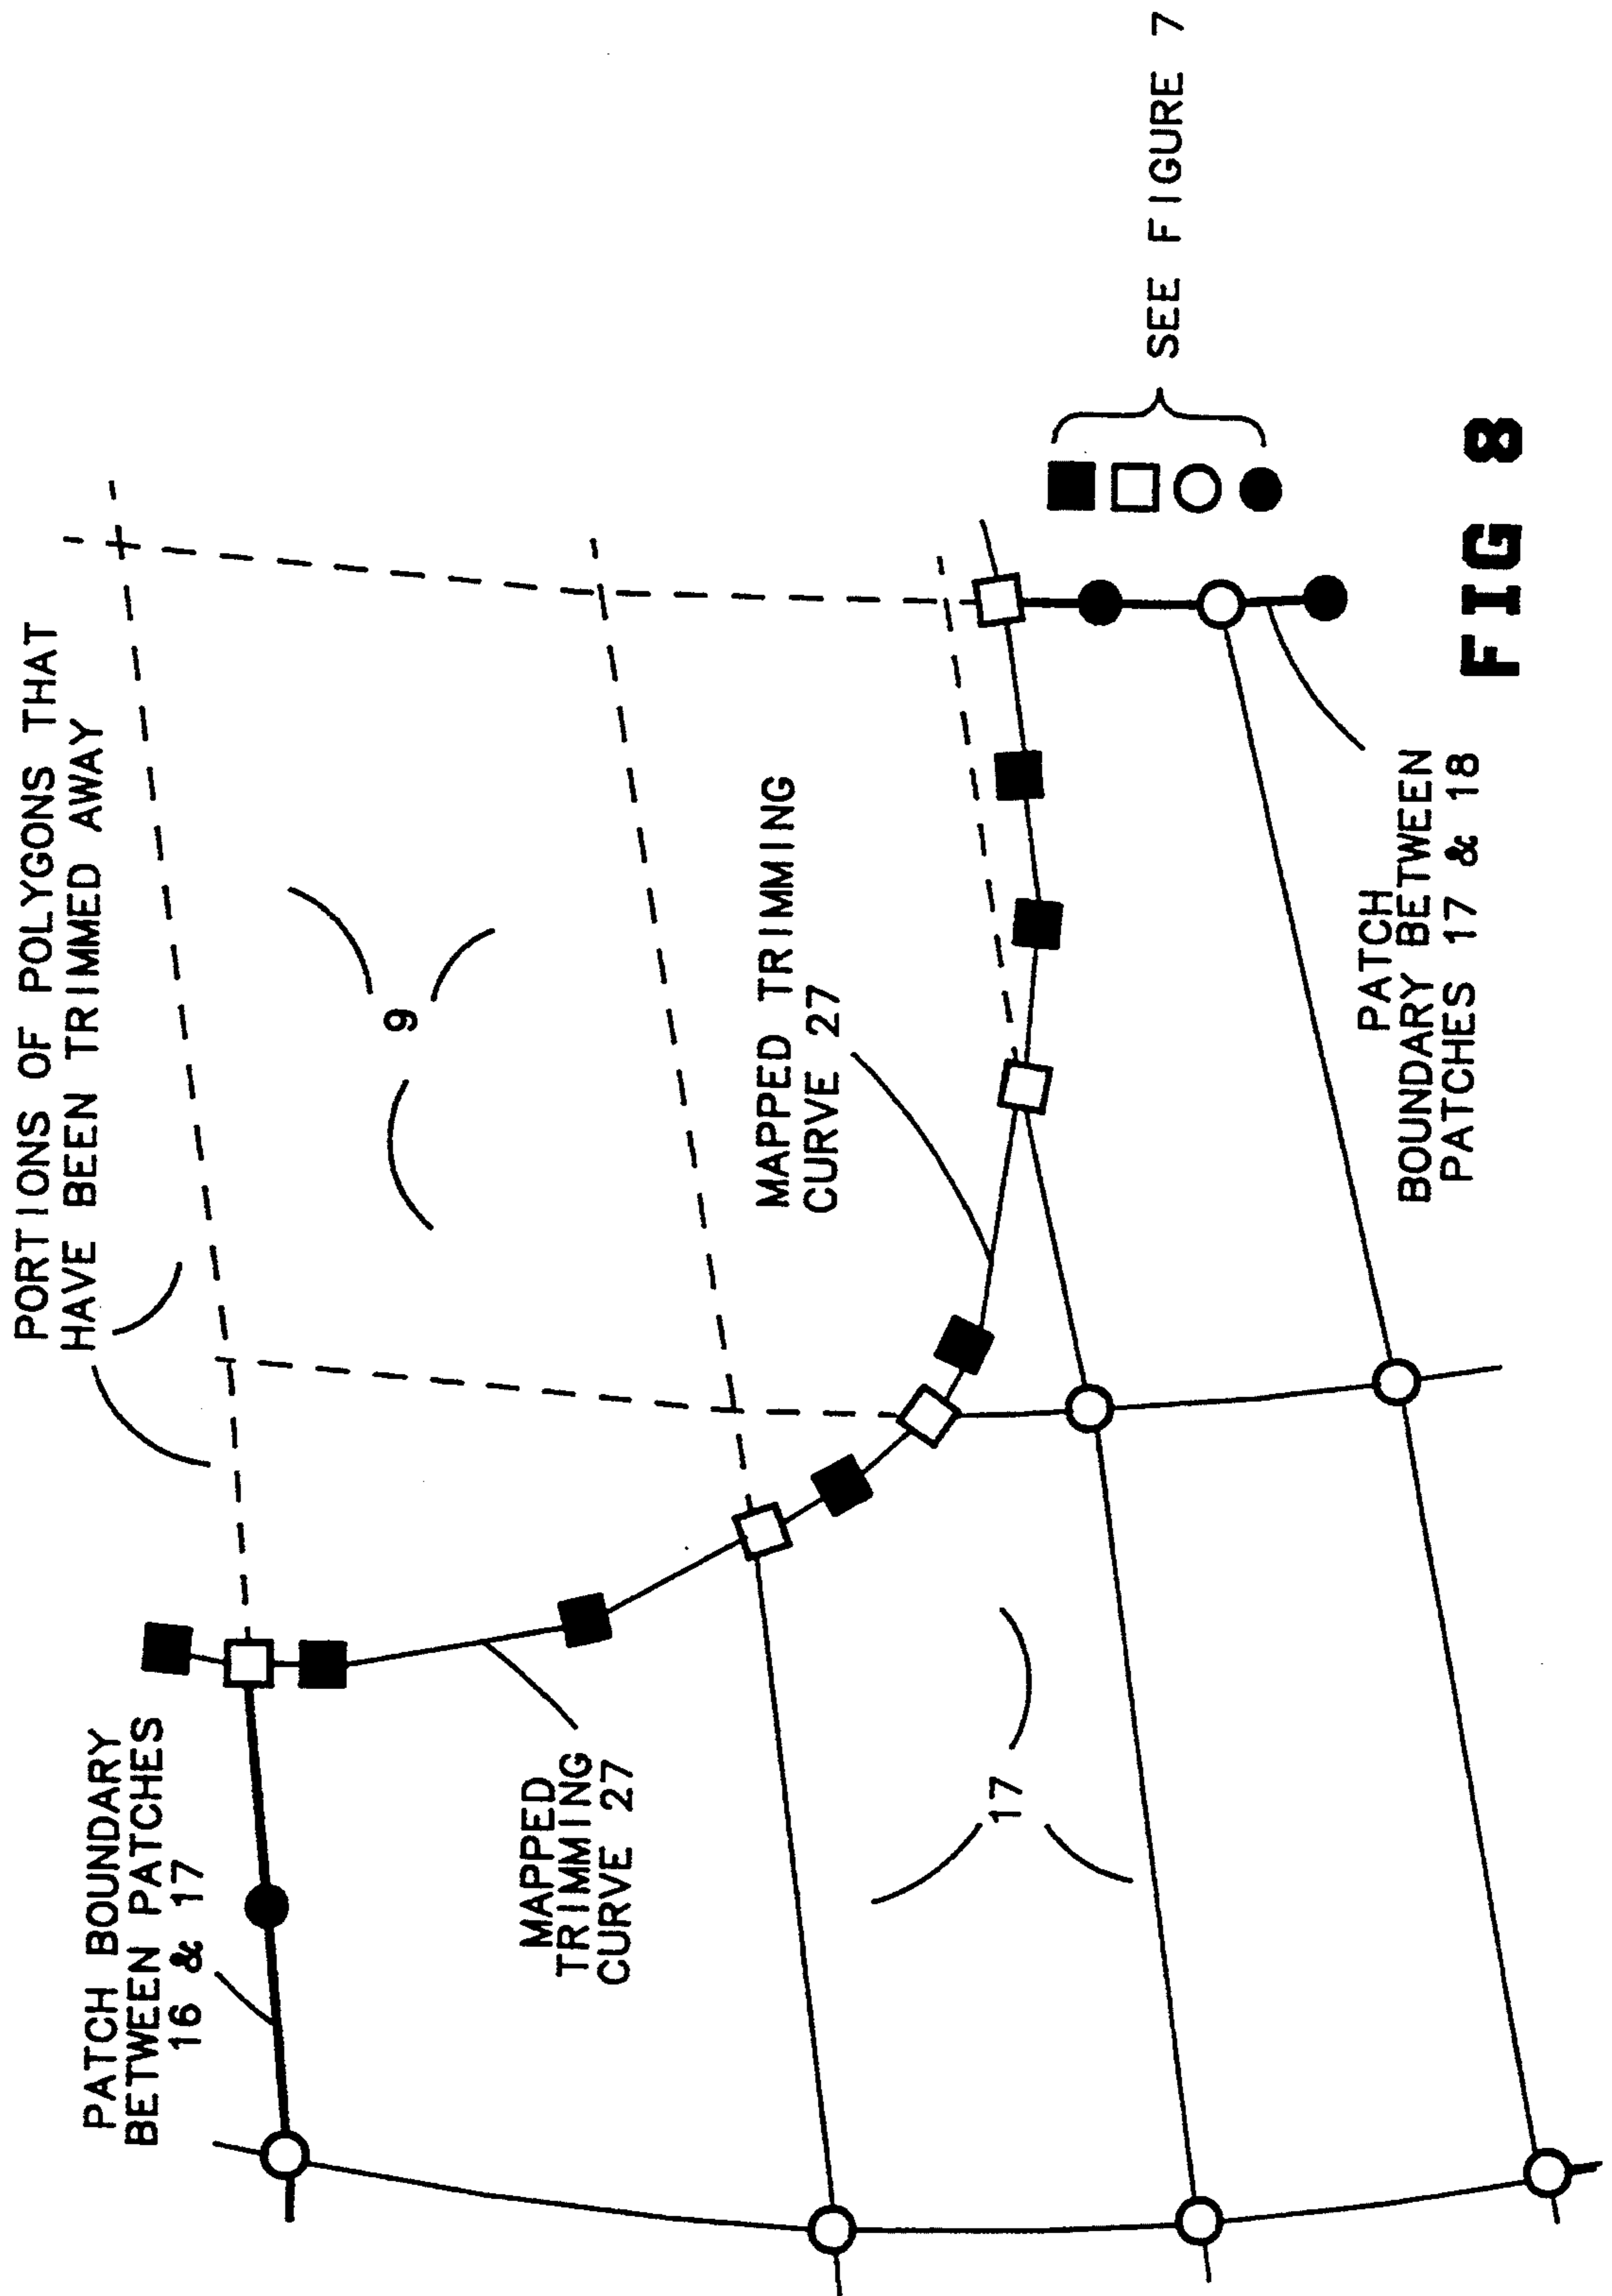 PORTIONS OF POLYGONS THAT
HAVE BEEN TRIMMED AWAY
PATCH BOUNDARY
BETWEEN PATCHES
16 & 17
9
MAPPED
TRIMMING
CURVE 27
MAPPED TRIMMING
CURVE 27
17
SEE FIGURE 7
PATCH
BOUNDARY BETWEEN
PATCHES 17 & 18
FIG 8